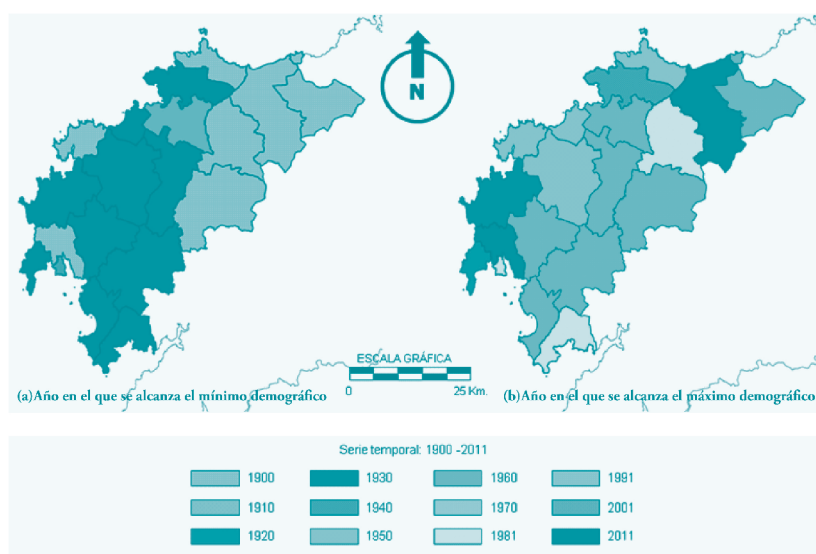 N
ESCALA GRÁFICA
0 25 Km.
(a)Año en el que se alcanza el mínimo demográfico
(b)Año en el que se alcanza el máximo demográfico
Serie temporal: 1900 -2011
1900 1930 1960 1991
1910 1940 1970 2001
1920 1950 1981 2011